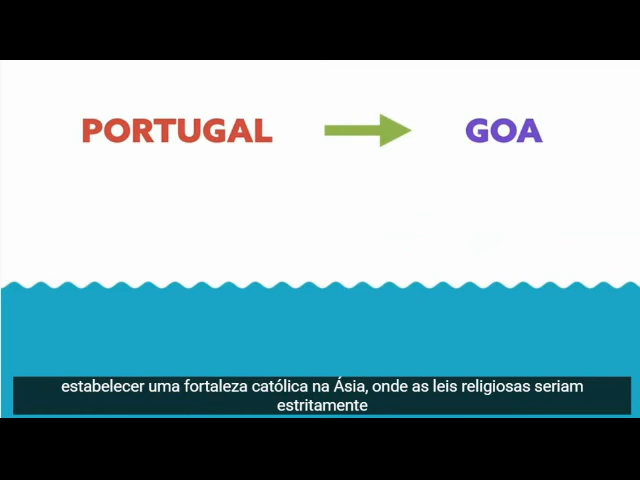 PORTUGAL GOA
estabelecer uma fortaleza católica na Ásia, onde as leis religiosas seriam
estritamente